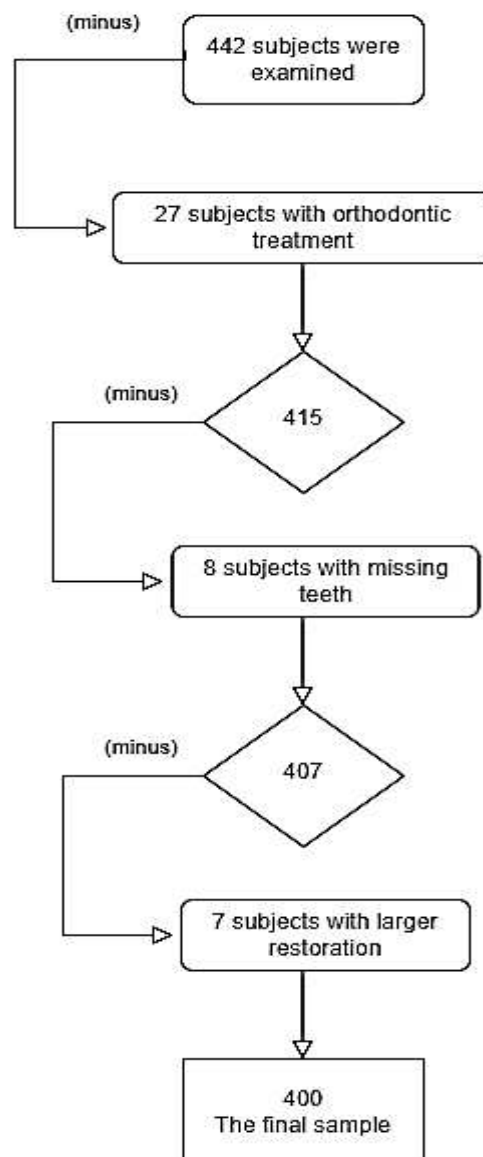 (minus)
442 subjects were
examined
27 subjects with orthodontic
treatment
(minus)
415
8 subjects with missing
teeth
(minus)
407
7 subjects with larger
restoration
400
The final sample